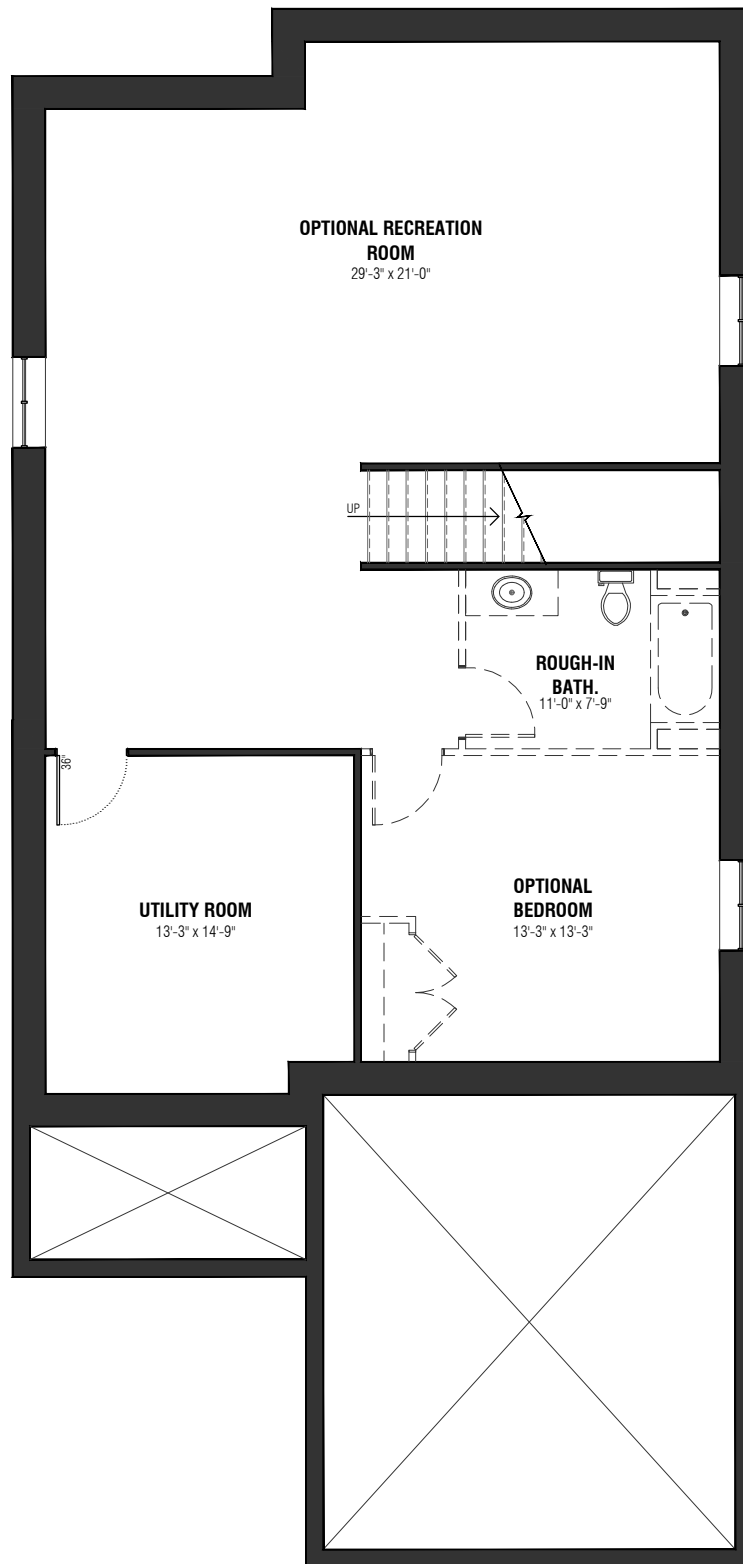 OPTIONAL RECREATION
ROOM
29'-3" x 21'-0"
UP
ROUGH-IN
BATH.
11'-0" x 7'-9"
36"
UTILITY ROOM
13'-3" x 14'-9"
OPTIONAL
BEDROOM
13'-3" x 13'-3"